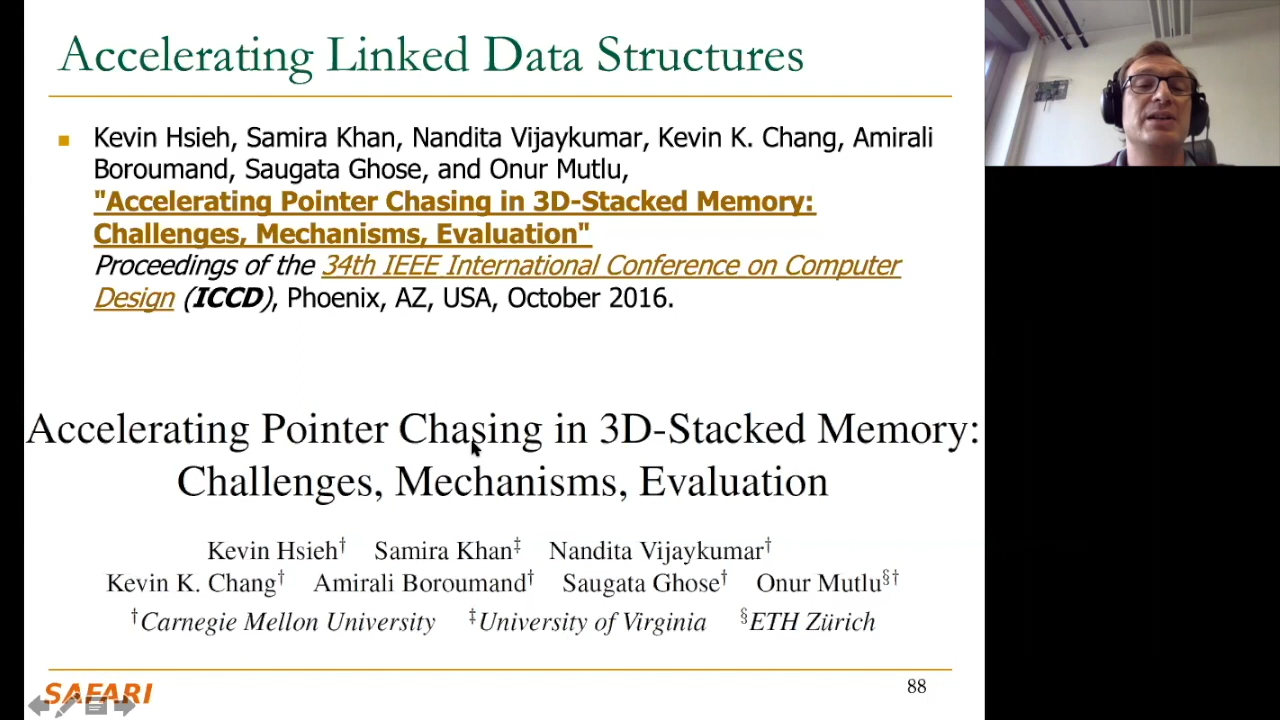 Accelerating Linked Data Structures
Kevin Hsieh, Samira Khan, Nandita Vijaykumar, Kevin K. Chang, Amirali
Boroumand, Saugata Ghose, and Onur Mutlu,
"Accelerating Pointer Chasing in 3D-Stacked Memory:
Challenges, Mechanisms, Evaluation"
Proceedings of the 34th IEEE International Conference on Computer
Design (ICCD), Phoenix, AZ, USA, October 2016.
Accelerating Pointer Chasing in 3D-Stacked Memory:
Challenges, Mechanisms, Evaluation
Kevin Hsieh† Samira Khan‡ Nandita Vijaykumar†
Kevin K. Chang† Amirali Boroumand† Saugata Ghose† Onur Mutlu§†
†Carnegie Mellon University ‡University of Virginia §ETH Zürich
SAFARI
88